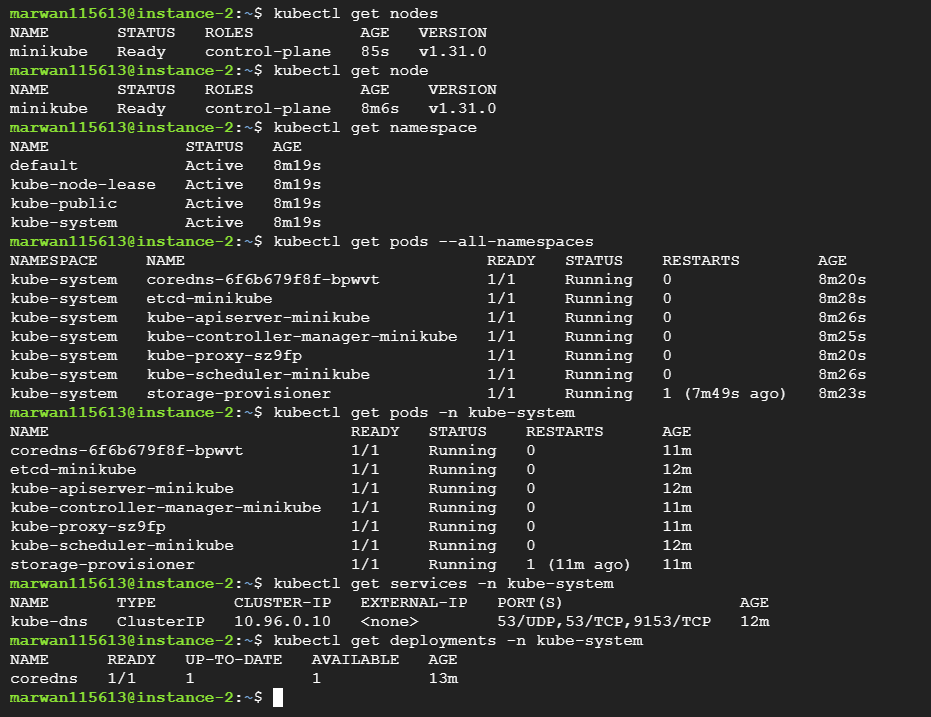 marwan115613@instance-2:~$ kubectl get nodes
NAME STATUS ROLES AGE VERSION
minikube Ready control-plane 85s v1.31.0
marwan115613@instance-2:~$ kubectl get node
NAME STATUS ROLES AGE VERSION
minikube Ready control-plane 8m6s v1.31.0
marwan115613@instance-2:~$ kubectl get namespace
NAME STATUS AGE
default Active 8m19s
kube-node-lease Active 8m19s
kube-public Active 8m19s
kube-system Active 8m19s
marwan115613@instance-2:~$ kubectl get pods --all-namespaces
NAMESPACE NAME READY STATUS RESTARTS AGE
kube-system coredns-6f6b679f8f-bpwvt 1/1 Running 0 8m20s
kube-system etcd-minikube 1/1 Running 0 8m28s
kube-system kube-apiserver-minikube 1/1 Running 0 8m26s
kube-system kube-controller-manager-minikube 1/1 Running 0 8m25s
kube-system kube-proxy-sz9fp 1/1 Running 0 8m20s
kube-system kube-scheduler-minikube 1/1 Running 0 8m26s
kube-system storage-provisioner 1/1 Running 1 (7m49s ago) 8m23s
marwan115613@instance-2:~$ kubectl get pods -n kube-system
NAME READY STATUS RESTARTS AGE
coredns-6f6b679f8f-bpwvt 1/1 Running 0 11m
etcd-minikube 1/1 Running 0 12m
kube-apiserver-minikube 1/1 Running 0 12m
kube-controller-manager-minikube 1/1 Running 0 11m
kube-proxy-sz9fp 1/1 Running 0 11m
kube-scheduler-minikube 1/1 Running 0 12m
storage-provisioner 1/1 Running 1 (11m ago) 11m
marwan115613@instance-2:~$ kubectl get services -n kube-system
NAME TYPE CLUSTER-IP EXTERNAL-IP PORT(S) AGE
kube-dns ClusterIP 10.96.0.10 <none> 53/UDP,53/TCP,9153/TCP 12m
marwan115613@instance-2:~$ kubectl get deployments -n kube-system
NAME READY UP-TO-DATE AVAILABLE AGE
coredns 1/1 1 1 13m
marwan115613@instance-2:~$